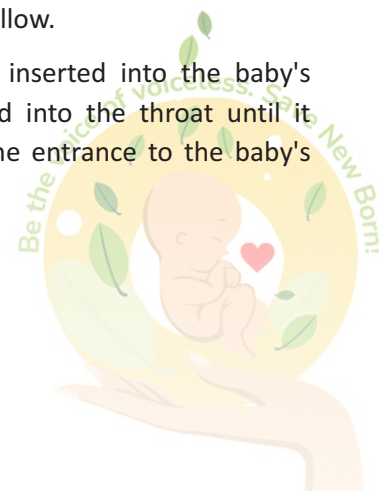 llow.
inserted into the baby's
d into the throat until it
ne entrance to the baby's
Be the voice of voiceless. Save New Born!